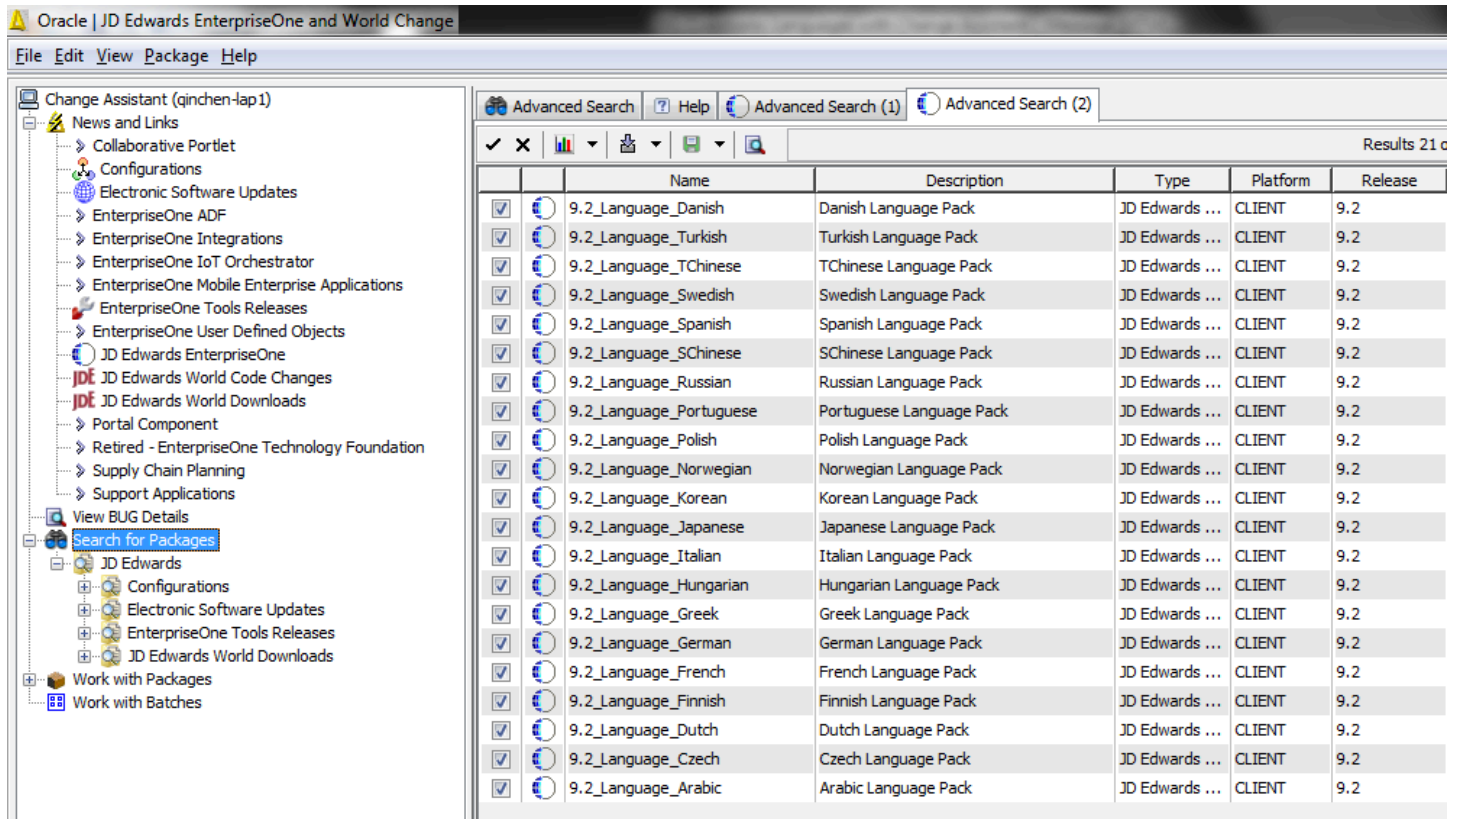 Oracle | JD Edwards EnterpriseOne and World Change
File Edit View Package Help
Change Assistant (qinchen-lap1)
News and Links
Collaborative Portlet
Configurations
Electronic Software Updates
EnterpriseOne ADF
EnterpriseOne Integrations
EnterpriseOne IoT Orchestrator
EnterpriseOne Mobile Enterprise Applications
EnterpriseOne Tools Releases
EnterpriseOne User Defined Objects
JD Edwards EnterpriseOne
JDE JD Edwards World Code Changes
JDE JD Edwards World Downloads
Portal Component
Retired - EnterpriseOne Technology Foundation
Supply Chain Planning
Support Applications
View BUG Details
Search for Packages
JD Edwards
Configurations
Electronic Software Updates
EnterpriseOne Tools Releases
JD Edwards World Downloads
Work with Packages
Work with Batches
Advanced Search Help Advanced Search (1) Advanced Search (2)
Results 21
Name Description Type Platform Release
9.2_Language_Danish Danish Language Pack JD Edwards ... CLIENT 9.2
9.2_Language_Turkish Turkish Language Pack JD Edwards ... CLIENT 9.2
9.2_Language_TChinese TChinese Language Pack JD Edwards ... CLIENT 9.2
9.2_Language_Swedish Swedish Language Pack JD Edwards ... CLIENT 9.2
9.2_Language_Spanish Spanish Language Pack JD Edwards ... CLIENT 9.2
9.2_Language_SChinese SChinese Language Pack JD Edwards ... CLIENT 9.2
9.2_Language_Russian Russian Language Pack JD Edwards ... CLIENT 9.2
9.2_Language_Portuguese Portuguese Language Pack JD Edwards ... CLIENT 9.2
9.2_Language_Polish Polish Language Pack JD Edwards ... CLIENT 9.2
9.2_Language_Norwegian Norwegian Language Pack JD Edwards ... CLIENT 9.2
9.2_Language_Korean Korean Language Pack JD Edwards ... CLIENT 9.2
9.2_Language_Japanese Japanese Language Pack JD Edwards ... CLIENT 9.2
9.2_Language_Italian Italian Language Pack JD Edwards ... CLIENT 9.2
9.2_Language_Hungarian Hungarian Language Pack JD Edwards ... CLIENT 9.2
9.2_Language_Greek Greek Language Pack JD Edwards ... CLIENT 9.2
9.2_Language_German German Language Pack JD Edwards ... CLIENT 9.2
9.2_Language_French French Language Pack JD Edwards ... CLIENT 9.2
9.2_Language_Finnish Finnish Language Pack JD Edwards ... CLIENT 9.2
9.2_Language_Dutch Dutch Language Pack JD Edwards ... CLIENT 9.2
9.2_Language_Czech Czech Language Pack JD Edwards ... CLIENT 9.2
9.2_Language_Arabic Arabic Language Pack JD Edwards ... CLIENT 9.2